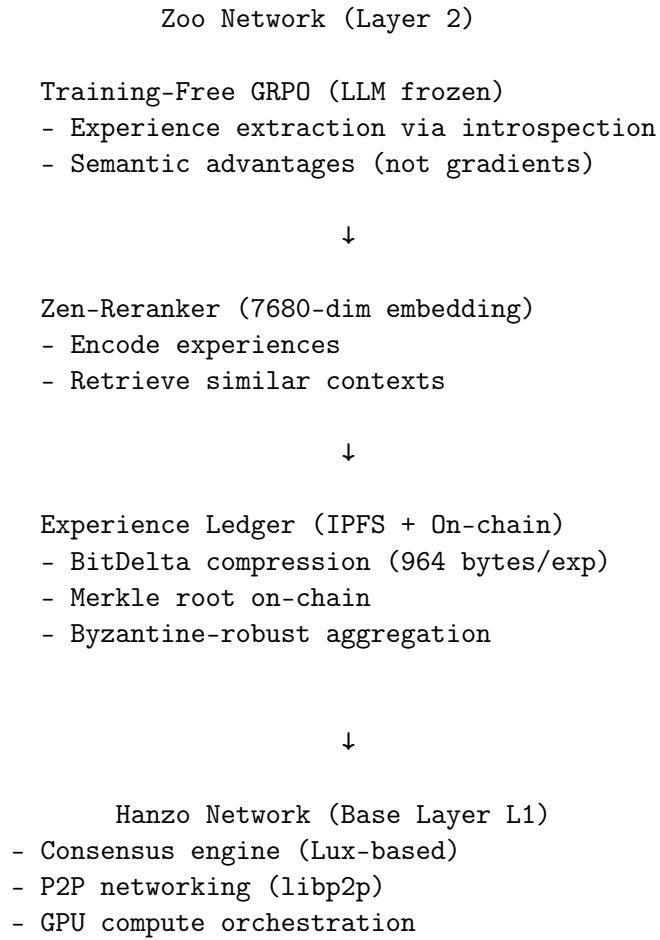 Zoo Network (Layer 2)
Training-Free GRPO (LLM frozen)
- Experience extraction via introspection
- Semantic advantages (not gradients)
↓
Zen-Reranker (7680-dim embedding)
- Encode experiences
- Retrieve similar contexts
↓
Experience Ledger (IPFS + On-chain)
- BitDelta compression (964 bytes/exp)
- Merkle root on-chain
- Byzantine-robust aggregation
↓
Hanzo Network (Base Layer L1)
- Consensus engine (Lux-based)
- P2P networking (libp2p)
- GPU compute orchestration